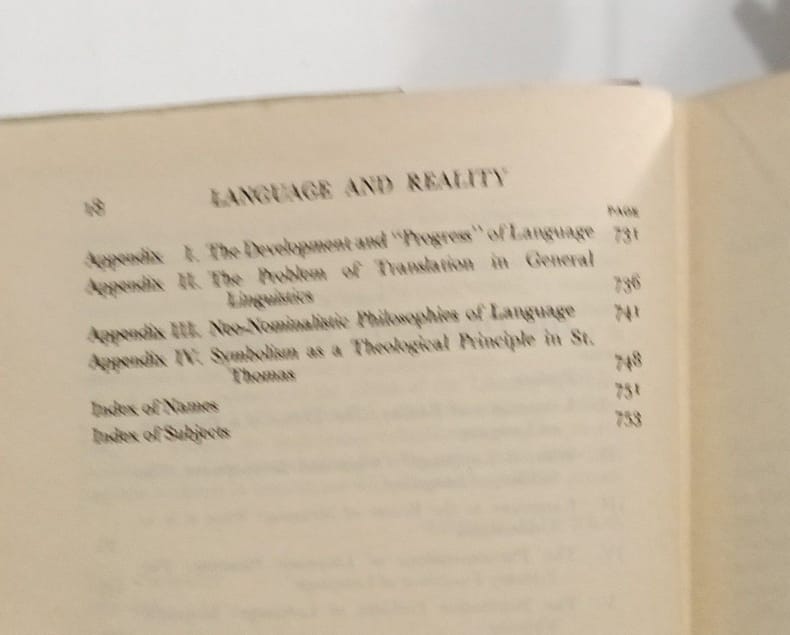 18 LANGUAGE AND REALITY
PAGE
Appendix I. The Development and "Progress" of Language 731
Appendix II. The Problem of Translation in General
Linguistics 736
Appendix III. Neo-Nominalistic Philosophies of Language 741
Appendix IV. Symbolism as a Theological Principle in St.
Thomas 748
Index of Names 751
Index of Subjects 753